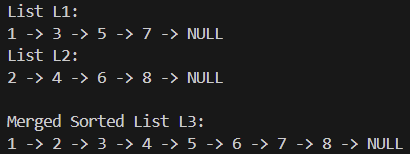 List L1:
1 -> 3 -> 5 -> 7 -> NULL
List L2:
2 -> 4 -> 6 -> 8 -> NULL
Merged Sorted List L3:
1 -> 2 -> 3 -> 4 -> 5 -> 6 -> 7 -> 8 -> NULL